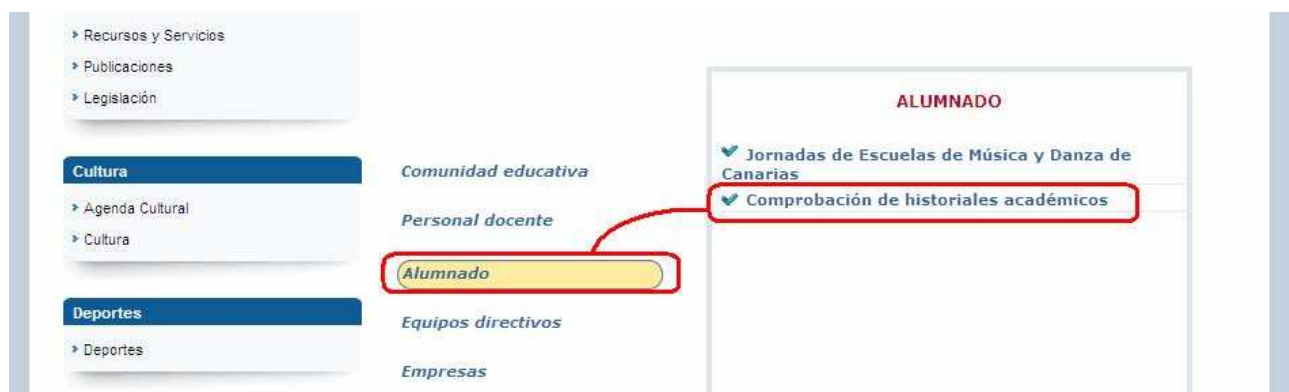 Recursos y Servicios
Publicaciones
Legislación
Cultura
Agenda Cultural
Cultura
Deportes
Deportes
Comunidad educativa
Personal docente
Alumnado
Equipos directivos
Empresas
ALUMNADO
Jornadas de Escuelas de Música y Danza de
Canarias
Comprobación de historiales académicos